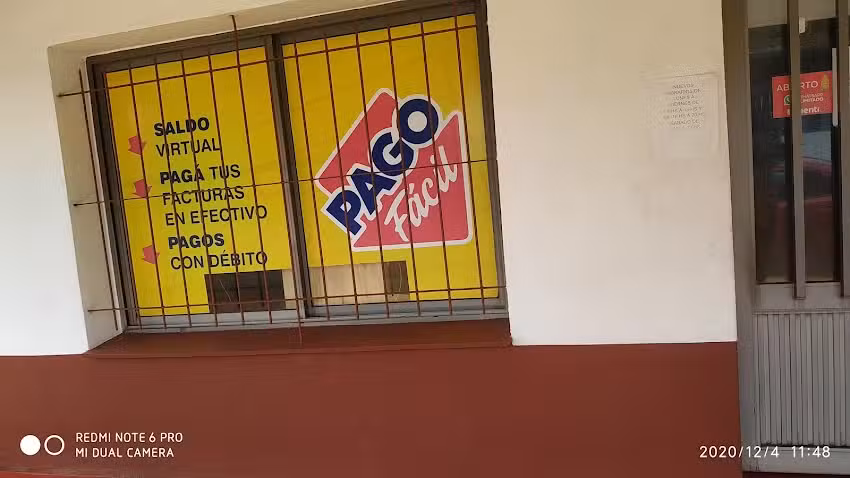 SALDO
VIRTUAL
PAGÁ TUS
FACTURAS
EN EFECTIVO
PAGOS
CON DÉBITO
PAGO
Fácil
ABIERTO
REDMI NOTE 6 PRO
MI DUAL CAMERA
2020/12/4 11:48